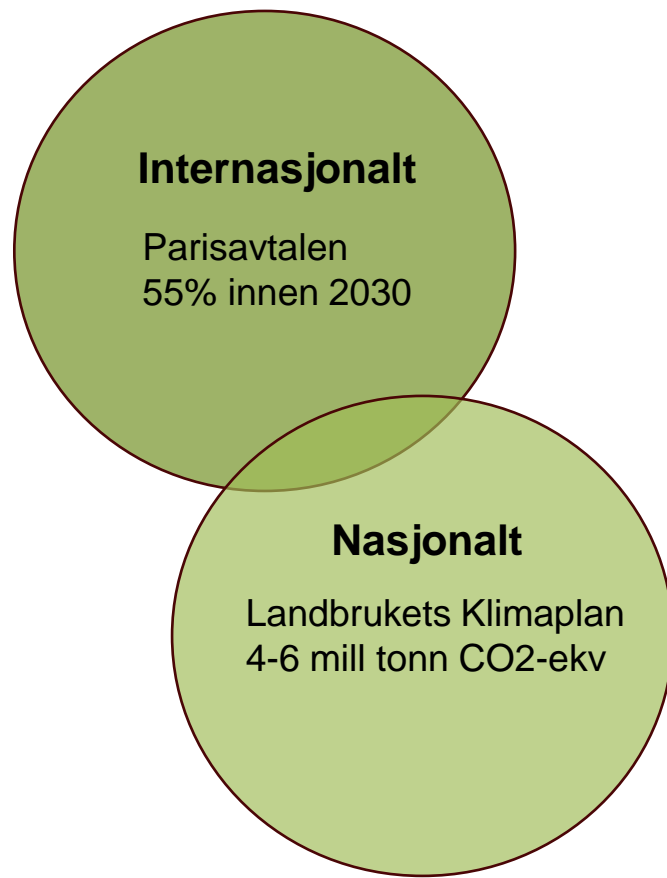 Internasjonalt
Parisavtalen
55% innen 2030
Nasjonalt
Landbrukets Klimaplan
4-6 mill tonn CO2-ekv